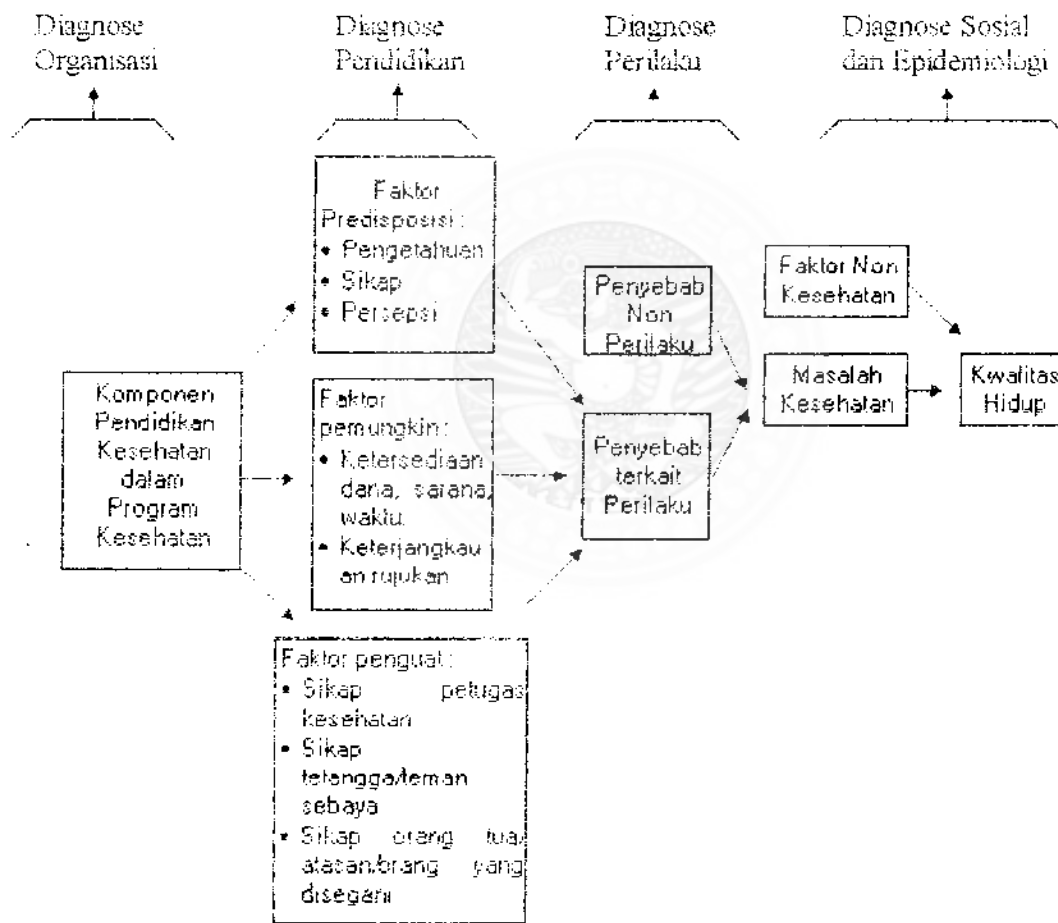 Diagnose
Organisasi
Diagnose
Pendidikan
Diagnose
Perilaku
Diagnose Sosial
dan Epidemiologi
Komponen
Pendidikan
Kesehatan
dalam
Program
Kesehatan
Faktor
Predisposisi :
• Pengetahuan
• Sikap
• Persepsi
Faktor
pemungkin :
• Ketersediaan
dana, sarana,
waktu.
• Keterjangkau
an rujukan
Faktor penguat :
• Sikap petugas
kesehatan
• Sikap
tetangga/teman
sebaya
• Sikap orang tua/
atasan/orang yang
disegani
Penyebab
Non
Perilaku
Penyebab
terkait
Perilaku
Faktor Non
Kesehatan
Masalah
Kesehatan
Kwalitas
Hidup